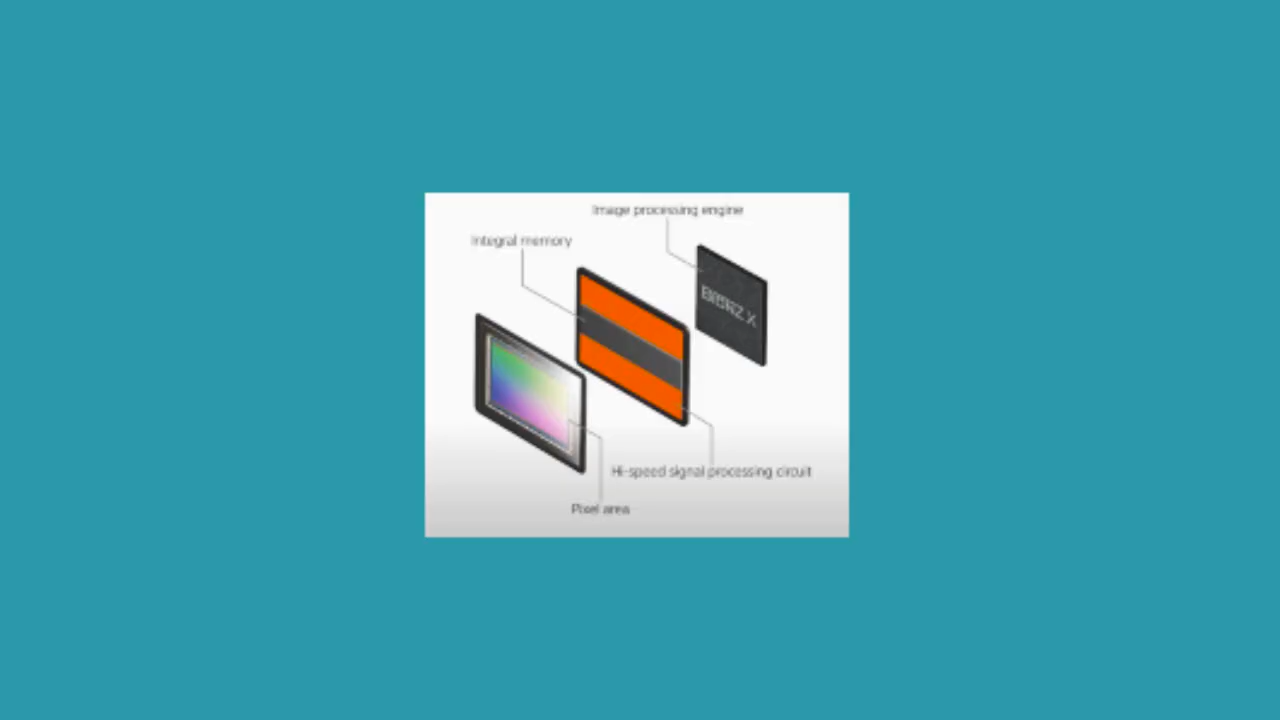 Image processing engine
Integral memory
Hi-speed signal processing circuit
Pixel area